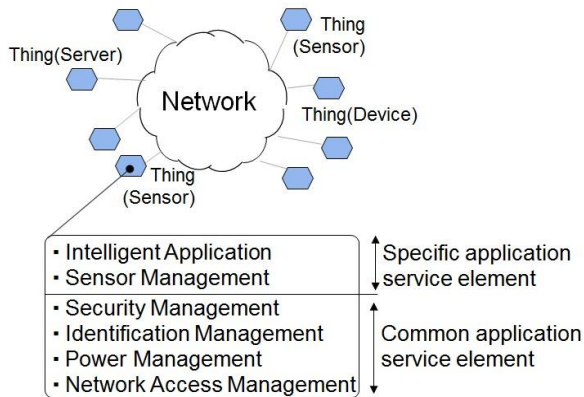 Thing
(Sensor)
Thing(Server)
Network
Thing(Device)
Thing
(Sensor)
▪ Intelligent Application
▪ Sensor Management
Specific application
service element
▪ Security Management
▪ Identification Management
▪ Power Management
▪ Network Access Management
Common application
service element